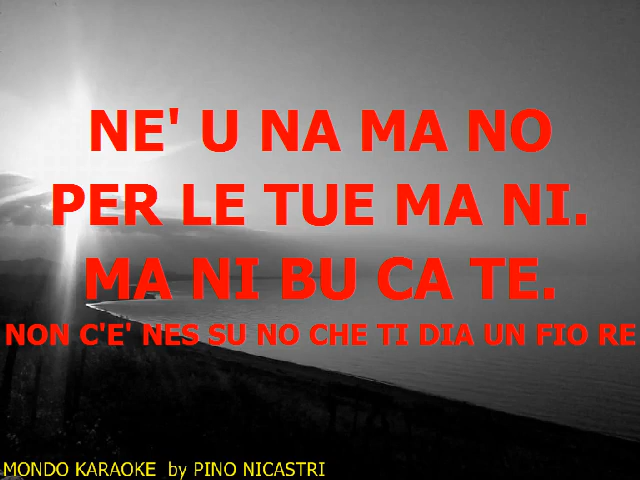 NE' U NA MA NO
PER LE TUE MA NI.
MA NI BU CA TE.
NON C'E' NES SU NO CHE TI DIA UN FIO RE
MONDO KARAOKE by PINO NICASTRI